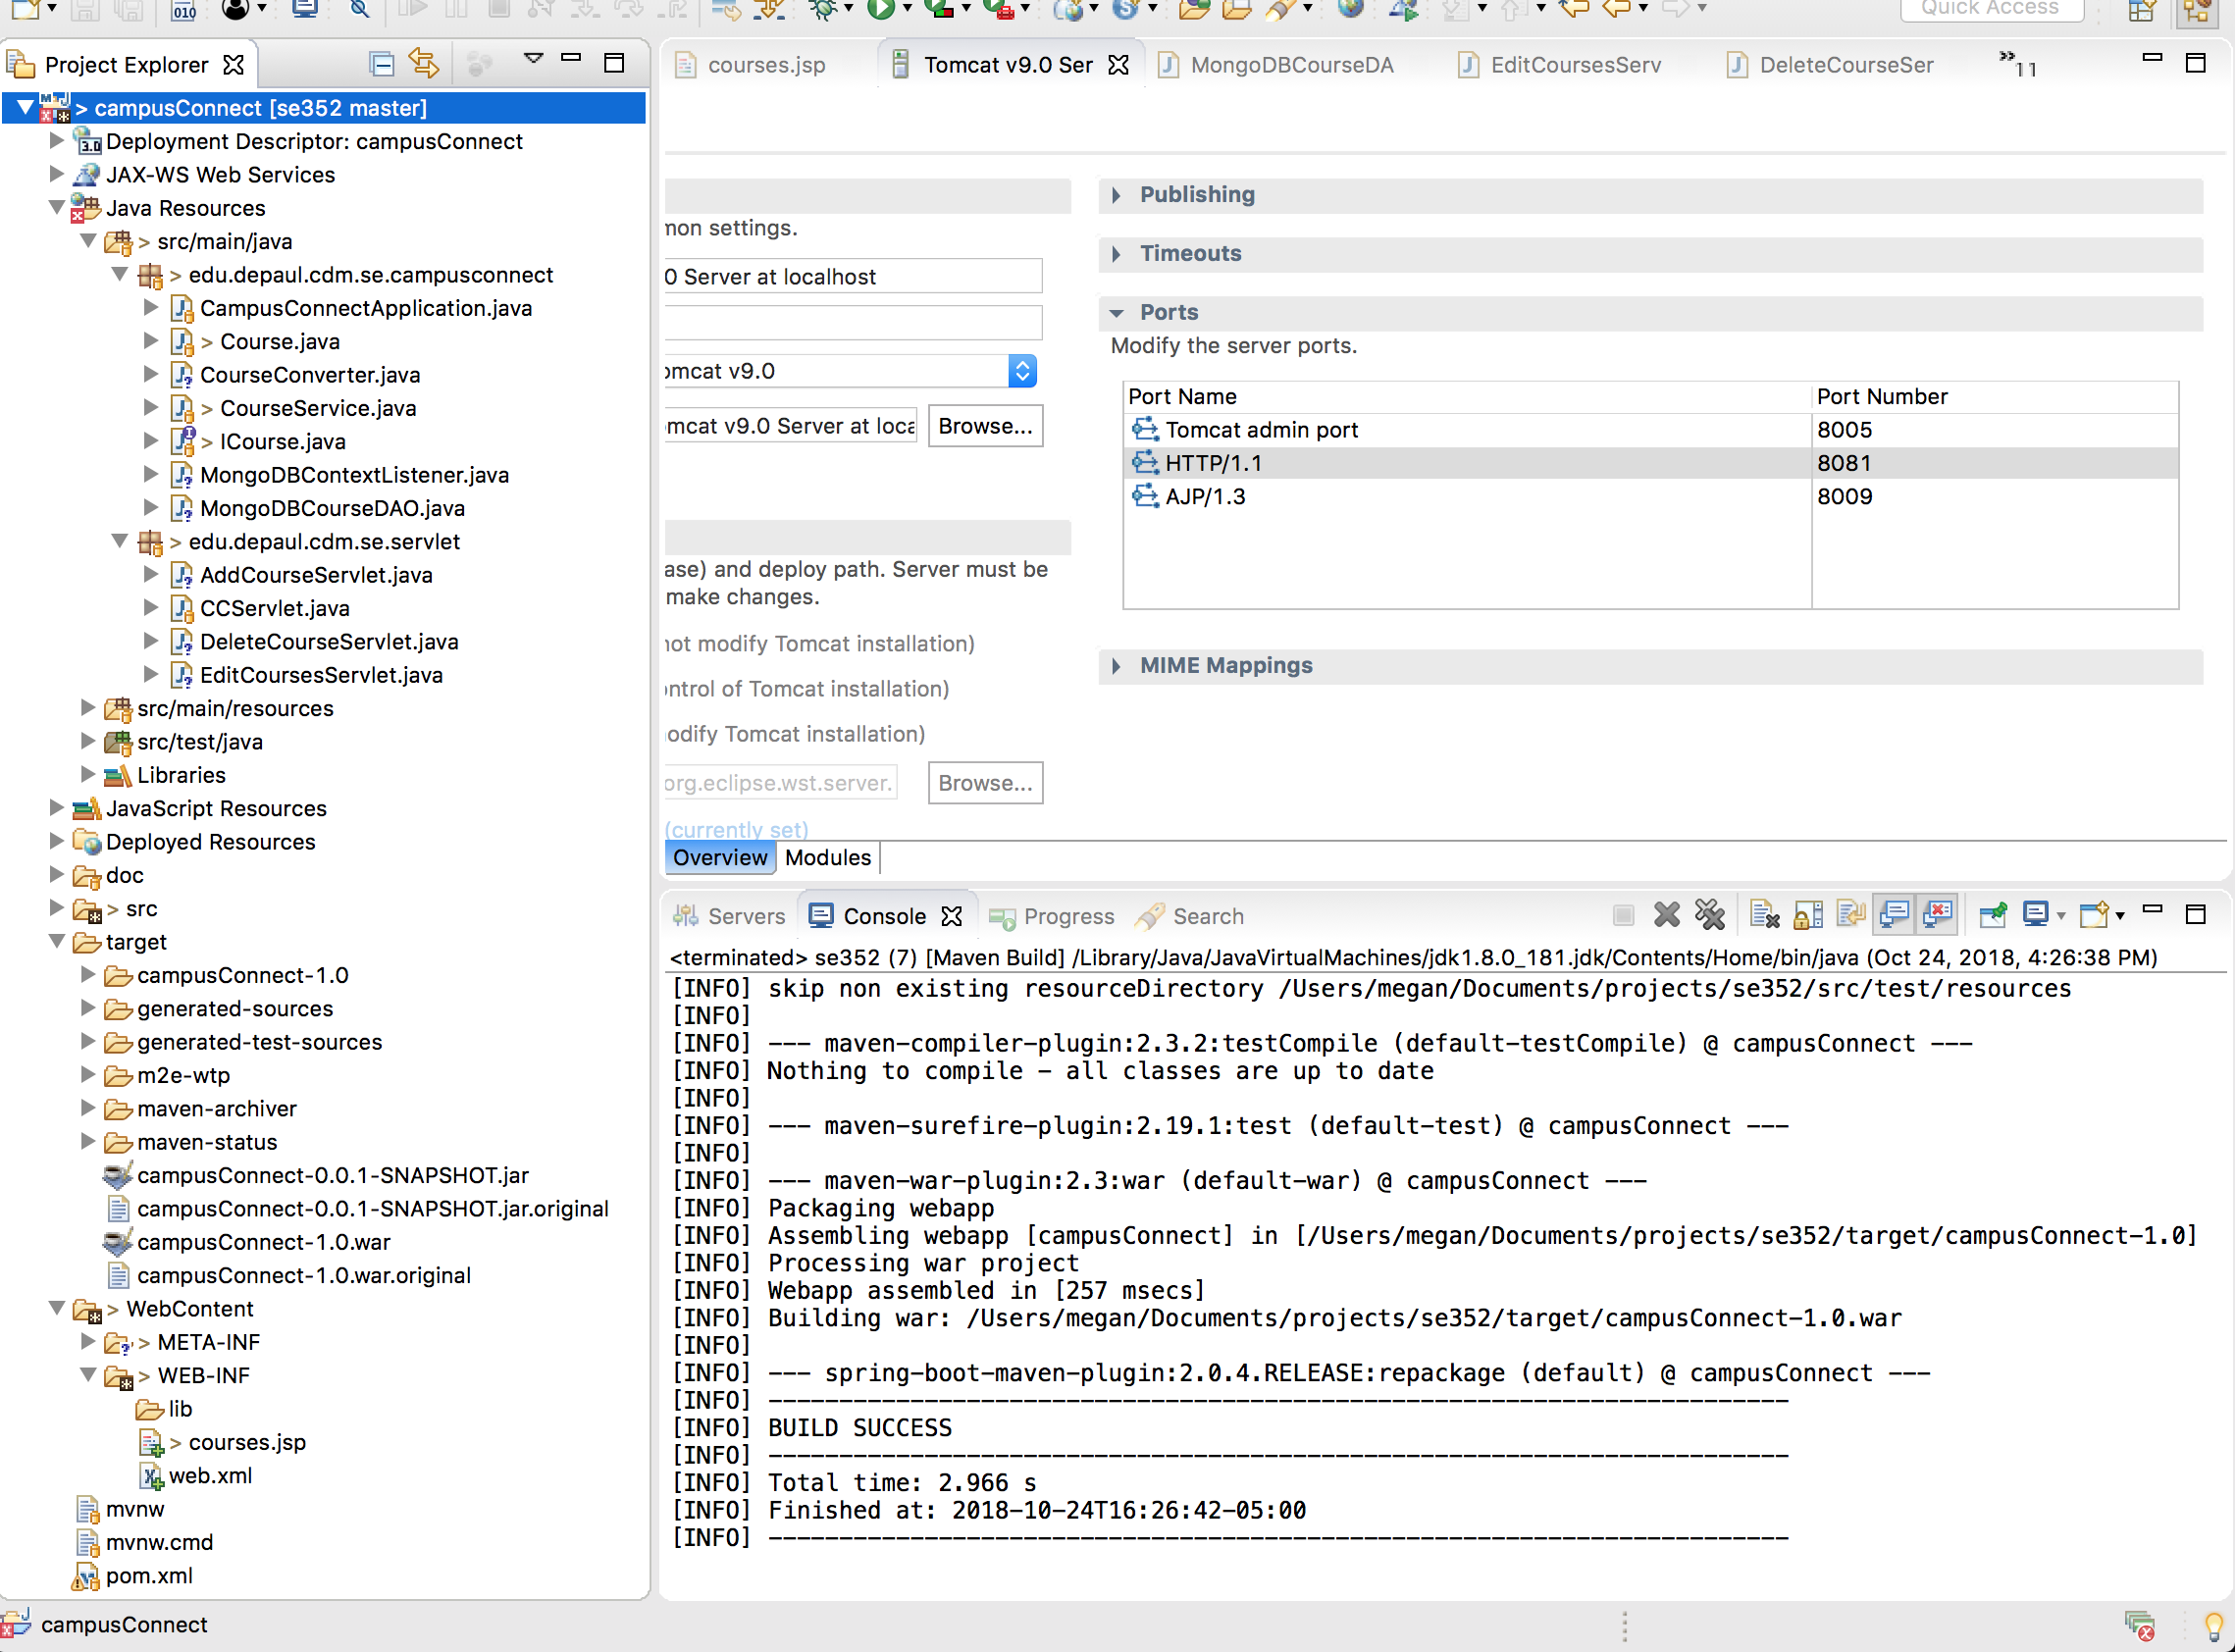 Quick Access
Project Explorer
> campusConnect [se352 master]
Deployment Descriptor: campusConnect
JAX-WS Web Services
Java Resources
> src/main/java
> edu.depaul.cdm.se.campusconnect
CampusConnectApplication.java
> Course.java
CourseConverter.java
> CourseService.java
> ICourse.java
MongoDBContextListener.java
MongoDBCourseDAO.java
> edu.depaul.cdm.se.servlet
AddCourseServlet.java
CCServlet.java
DeleteCourseServlet.java
EditCoursesServlet.java
src/main/resources
src/test/java
Libraries
JavaScript Resources
Deployed Resources
doc
> src
target
campusConnect-1.0
generated-sources
generated-test-sources
m2e-wtp
maven-archiver
maven-status
campusConnect-0.0.1-SNAPSHOT.jar
campusConnect-0.0.1-SNAPSHOT.jar.original
campusConnect-1.0.war
campusConnect-1.0.war.original
> WebContent
> META-INF
> WEB-INF
lib
> courses.jsp
web.xml
mvnw
mvnw.cmd
pom.xml
campusConnect
courses.jsp Tomcat v9.0 Ser MongoDBCourseDA EditCoursesServ DeleteCourseSer »11
mon settings.
0 Server at localhost
omcat v9.0
mcat v9.0 Server at loca Browse...
ase) and deploy path. Server must be
make changes.
not modify Tomcat installation)
ontrol of Tomcat installation)
odify Tomcat installation)
org.eclipse.wst.server. Browse...
(currently set)
Publishing
Timeouts
Ports
Modify the server ports.
Port Name Port Number
Tomcat admin port 8005
HTTP/1.1 8081
AJP/1.3 8009
MIME Mappings
Overview Modules
Servers Console Progress Search
<terminated> se352 (7) [Maven Build] /Library/Java/JavaVirtualMachines/jdk1.8.0_181.jdk/Contents/Home/bin/java (Oct 24, 2018, 4:26:38 PM)
[INFO] skip non existing resourceDirectory /Users/megan/Documents/projects/se352/src/test/resources
[INFO]
[INFO] --- maven-compiler-plugin:2.3.2:testCompile (default-testCompile) @ campusConnect ---
[INFO] Nothing to compile - all classes are up to date
[INFO]
[INFO] --- maven-surefire-plugin:2.19.1:test (default-test) @ campusConnect ---
[INFO]
[INFO] --- maven-war-plugin:2.3:war (default-war) @ campusConnect ---
[INFO] Packaging webapp
[INFO] Assembling webapp [campusConnect] in [/Users/megan/Documents/projects/se352/target/campusConnect-1.0]
[INFO] Processing war project
[INFO] Webapp assembled in [257 msecs]
[INFO] Building war: /Users/megan/Documents/projects/se352/target/campusConnect-1.0.war
[INFO]
[INFO] --- spring-boot-maven-plugin:2.0.4.RELEASE:repackage (default) @ campusConnect ---
[INFO] ------------------------------------------------------------------------
[INFO] BUILD SUCCESS
[INFO] ------------------------------------------------------------------------
[INFO] Total time: 2.966 s
[INFO] Finished at: 2018-10-24T16:26:42-05:00
[INFO] ------------------------------------------------------------------------